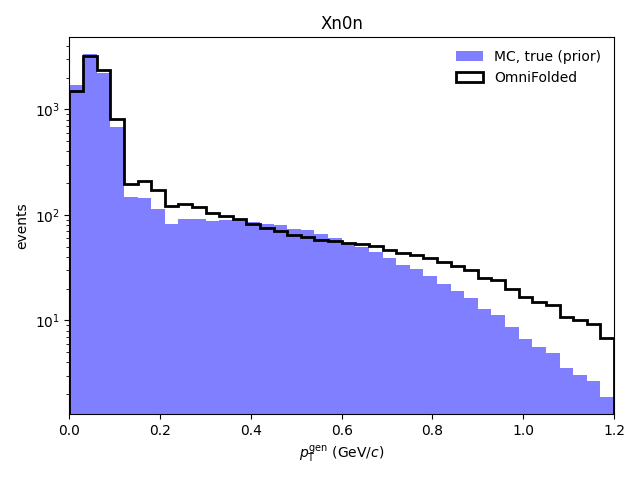 Xn0n
MC, true (prior)
OmniFolded
events
10³
10²
10¹
0.0 0.2 0.4 0.6 0.8 1.0 1.2
p_T^gen (GeV/c)